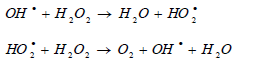 OH• + H₂O₂ → H₂O + HO₂•
HO₂• + H₂O₂ → O₂ + OH• + H₂O